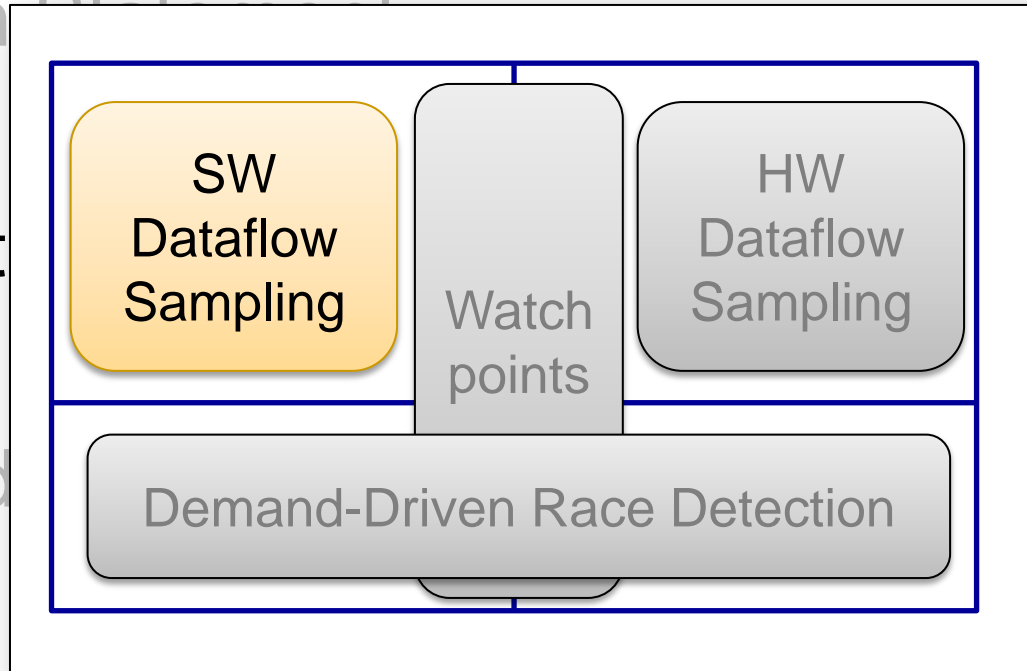 SW
Dataflow
Sampling
Watch
points
HW
Dataflow
Sampling
Demand-Driven Race Detection